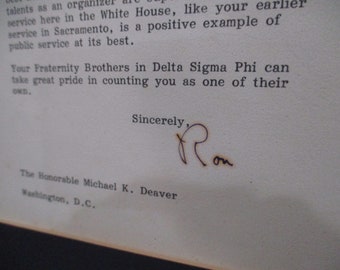 talents as an organizer are
service here in the White House, like your earlier
service in Sacramento, is a positive example of
public service at its best.
Your Fraternity Brothers in Delta Sigma Phi can
take great pride in counting you as one of their
own.
Sincerely,
Ron
The Honorable Michael K. Deaver
Washington, D.C.